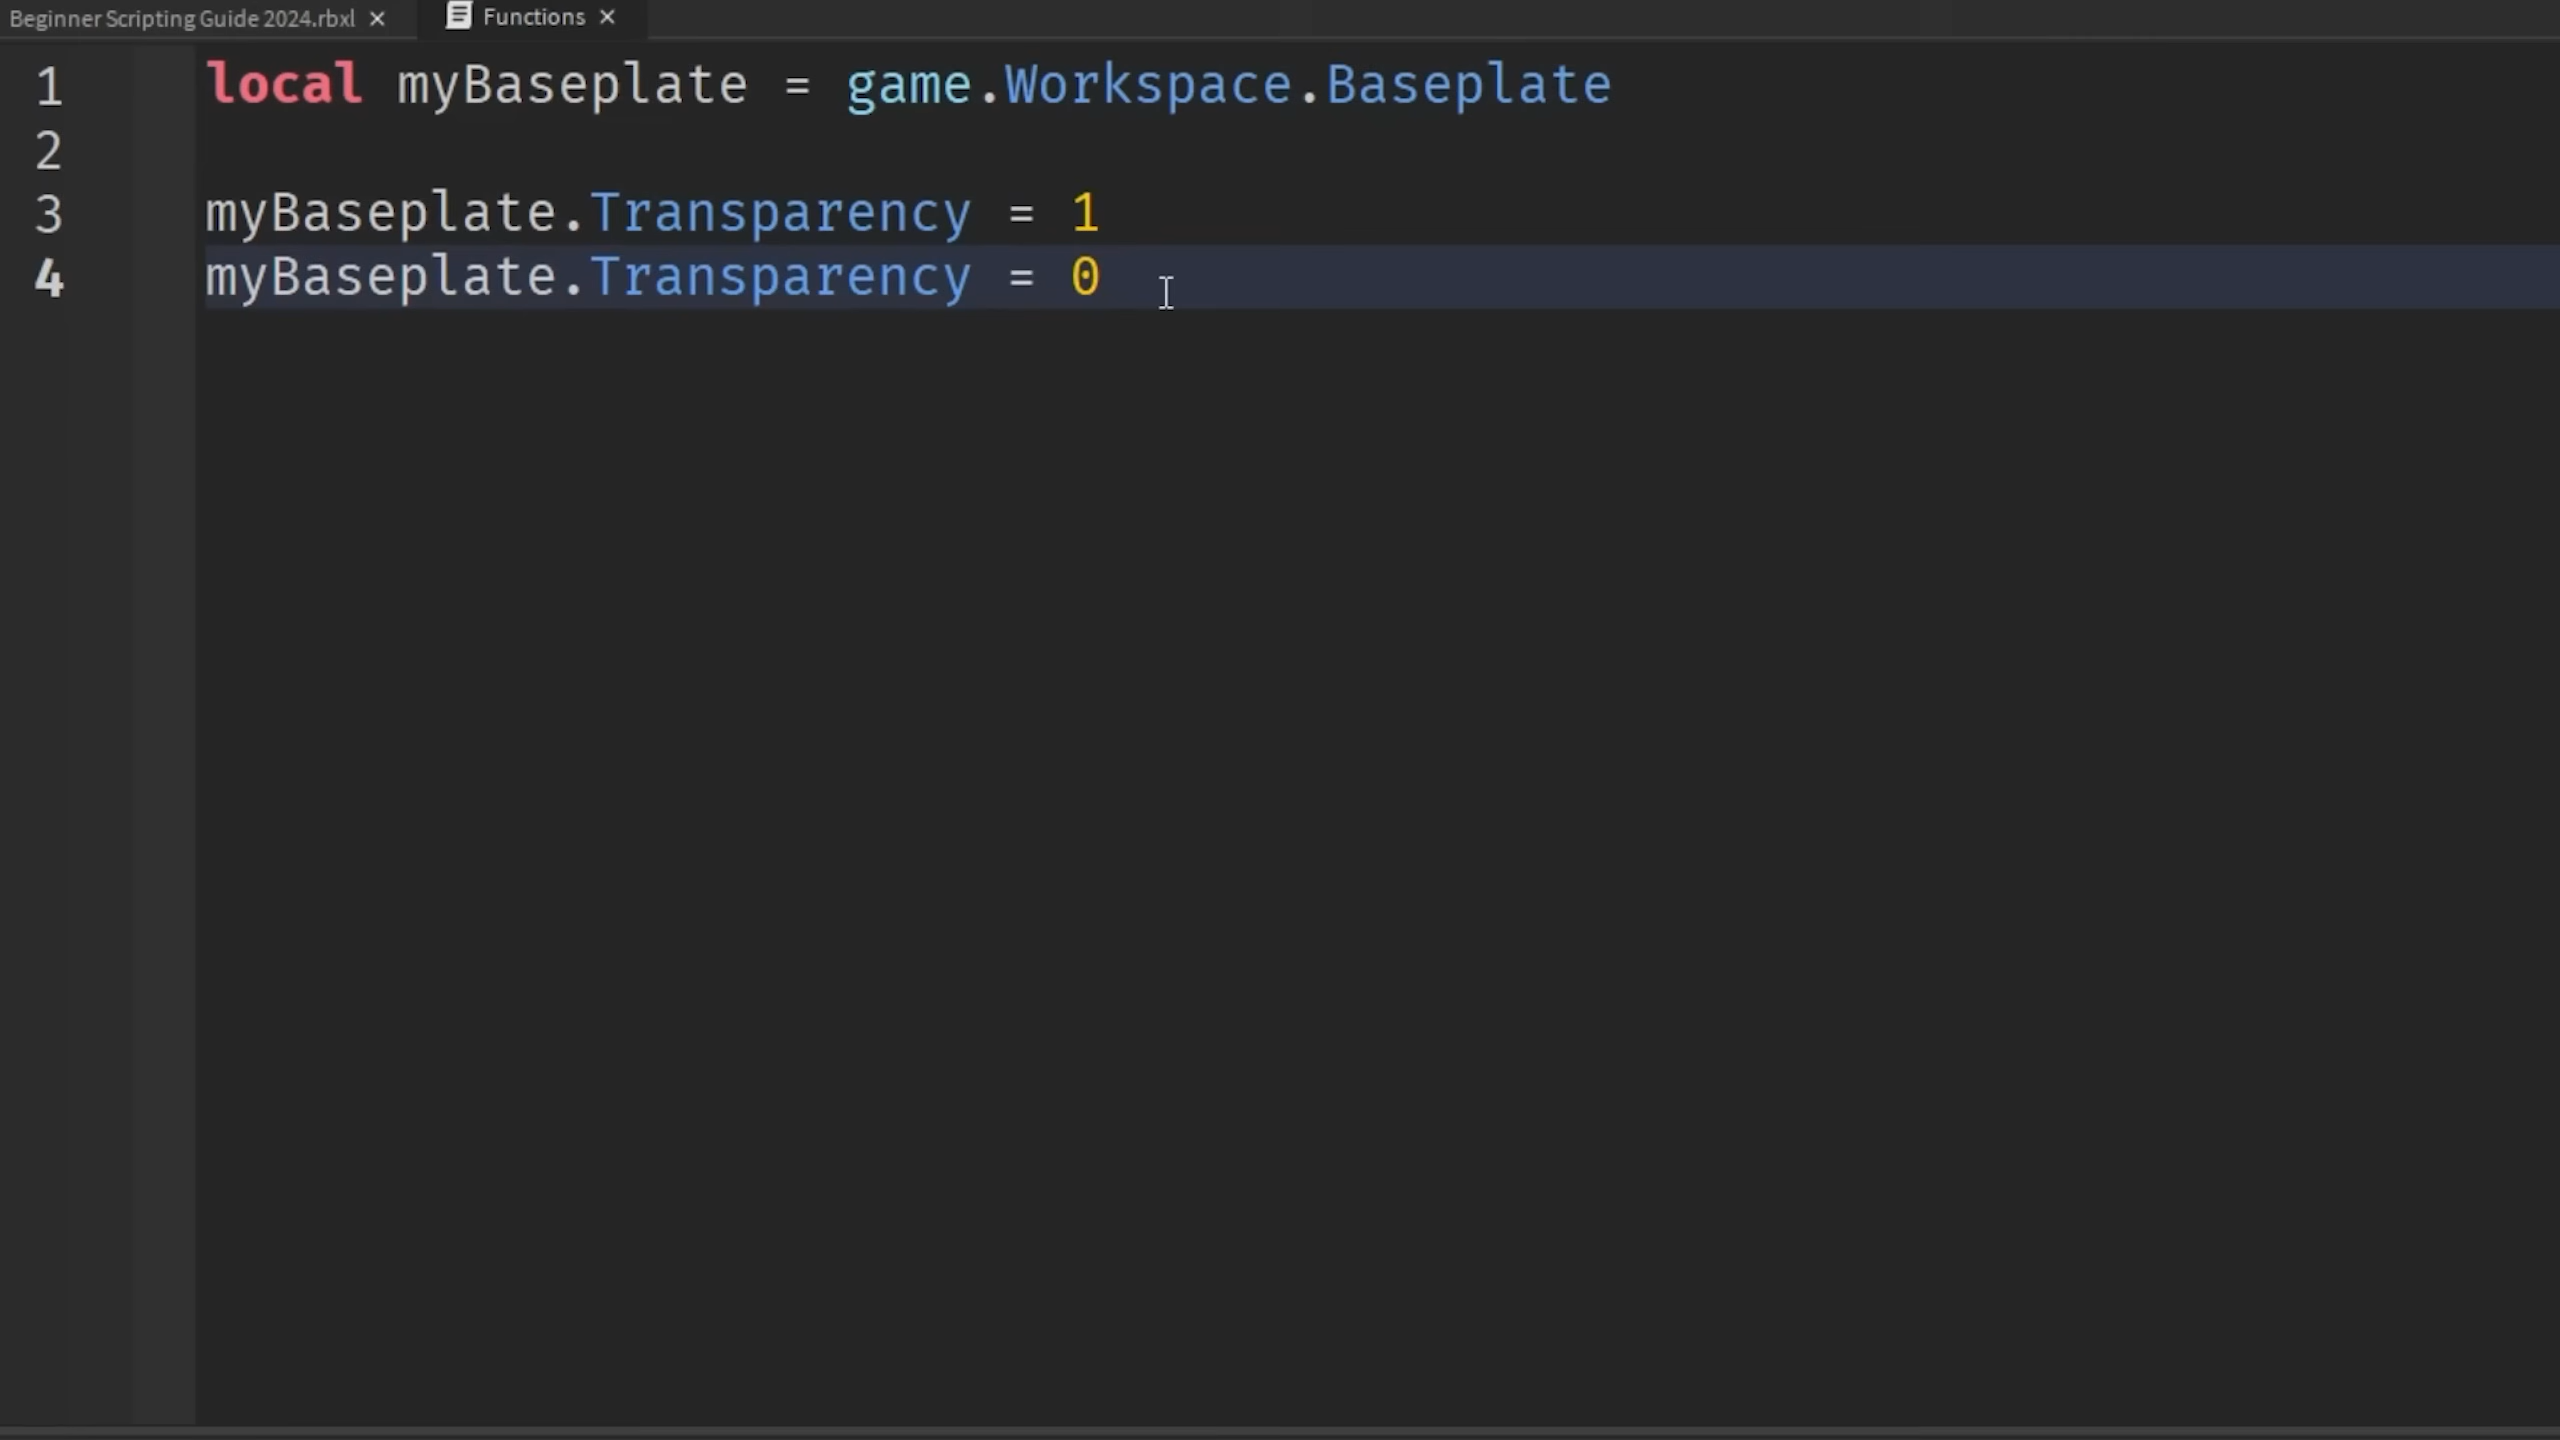 Beginner Scripting Guide 2024.rbxl × Functions ×
1 local myBaseplate = game.Workspace.Baseplate
2
3 myBaseplate.Transparency = 1
4 myBaseplate.Transparency = 0